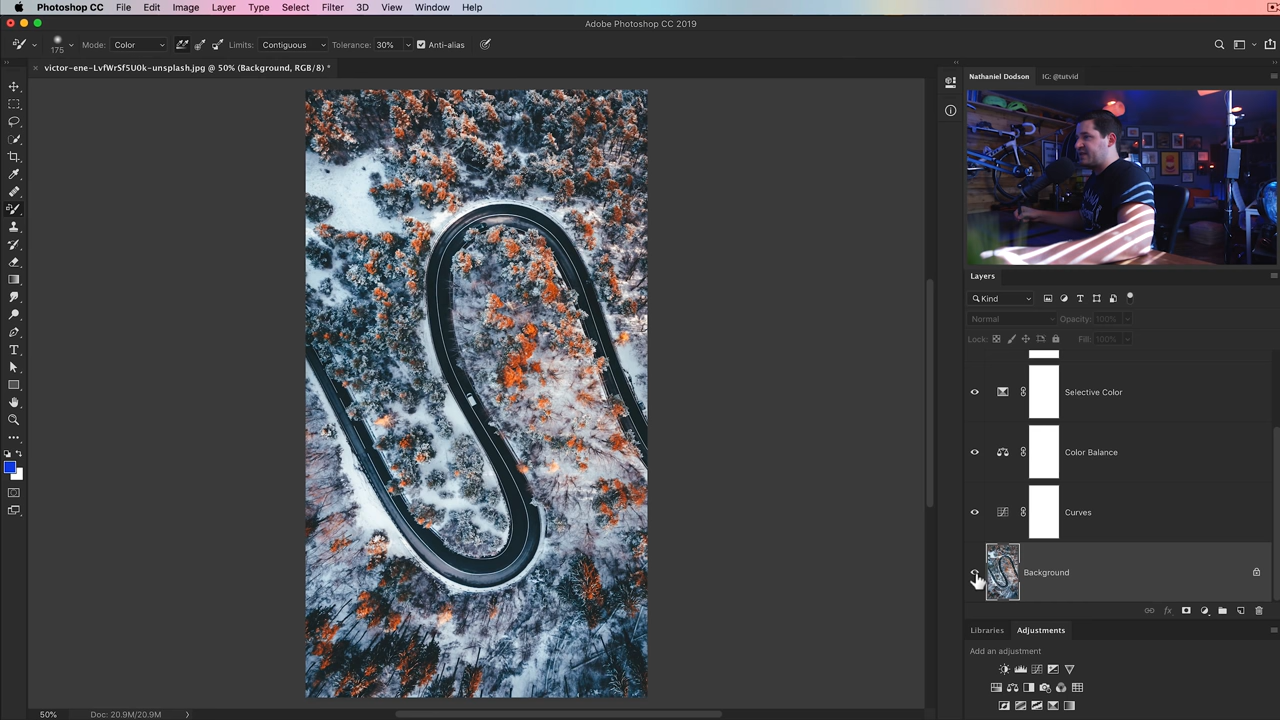 Photoshop CC File Edit Image Layer Type Select Filter 3D View Window Help
Adobe Photoshop CC 2019
175 Mode: Color Limits: Contiguous Tolerance: 30% Anti-alias
victor-ene-LvfWrSf5U0k-unsplash.jpg @ 50% (Background, RGB/8) *
Nathaniel Dodson IG: @tutvid
Layers
Kind
Normal Opacity: 100%
Lock: Fill: 100%
Selective Color
Color Balance
Curves
Background
Libraries Adjustments
Add an adjustment
50% Doc: 20.9M/20.9M